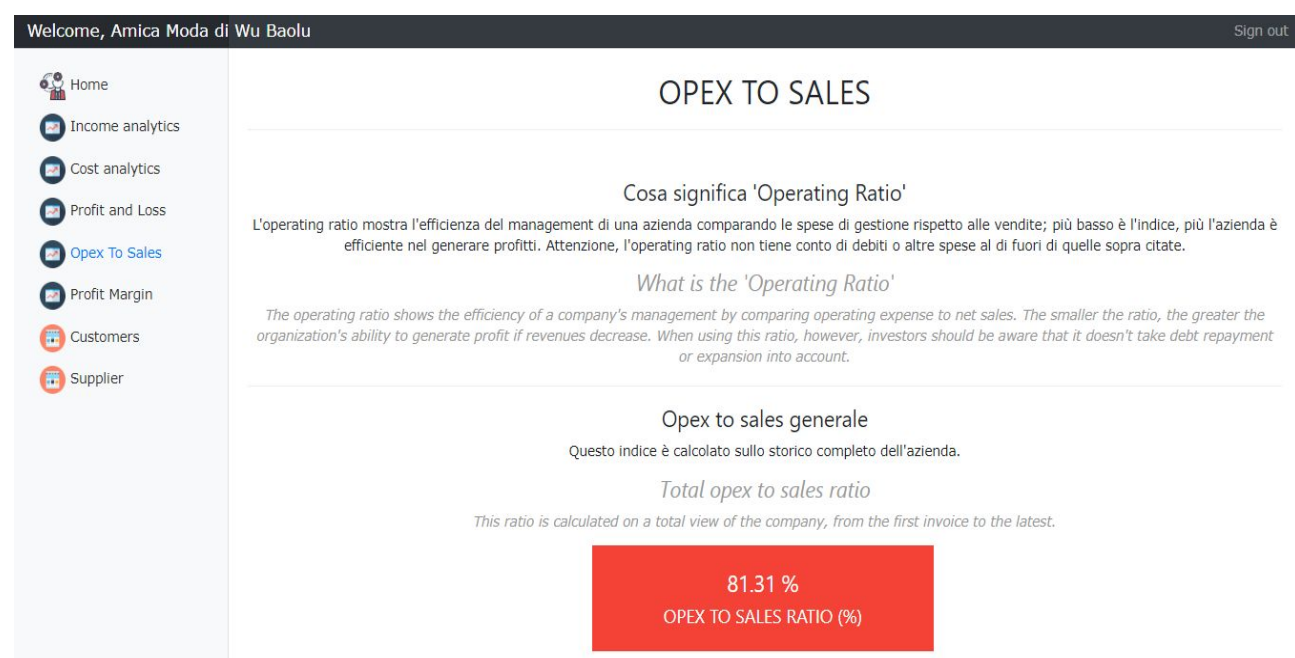 Welcome, Amica Moda di Wu Baolu
Sign out
Home
Income analytics
Cost analytics
Profit and Loss
Opex To Sales
Profit Margin
Customers
Supplier
OPEX TO SALES
Cosa significa 'Operating Ratio'
L'operating ratio mostra l'efficienza del management di una azienda comparando le spese di gestione rispetto alle vendite; più basso è l'indice, più l'azienda è
efficiente nel generare profitti. Attenzione, l'operating ratio non tiene conto di debiti o altre spese al di fuori di quelle sopra citate.
What is the 'Operating Ratio'
The operating ratio shows the efficiency of a company's management by comparing operating expense to net sales. The smaller the ratio, the greater the
organization's ability to generate profit if revenues decrease. When using this ratio, however, investors should be aware that it doesn't take debt repayment
or expansion into account.
Opex to sales generale
Questo indice è calcolato sullo storico completo dell'azienda.
Total opex to sales ratio
This ratio is calculated on a total view of the company, from the first invoice to the latest.
81.31 %
OPEX TO SALES RATIO (%)